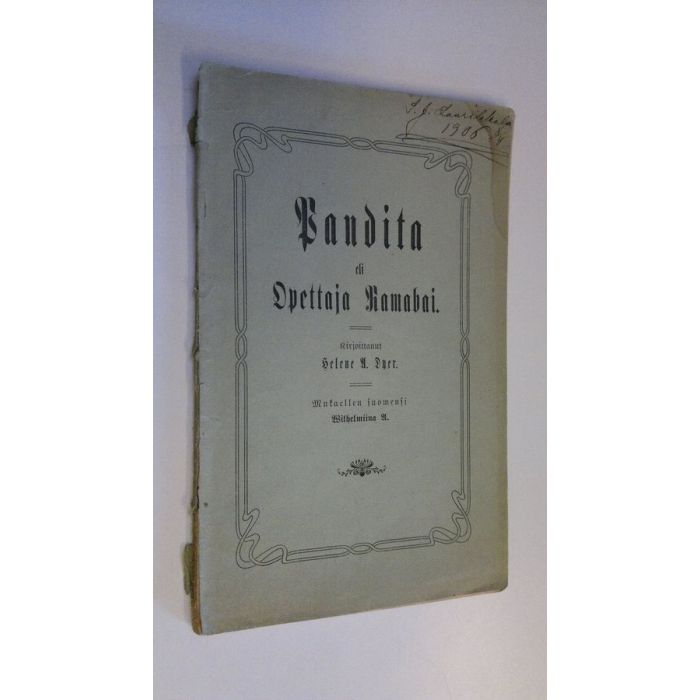 1906
Pandita
eli
Opettaja Ramabai.
Kirjoittanut
Helene A. Dyer.
Mukaellen suomensi
Wilhelmiina A.